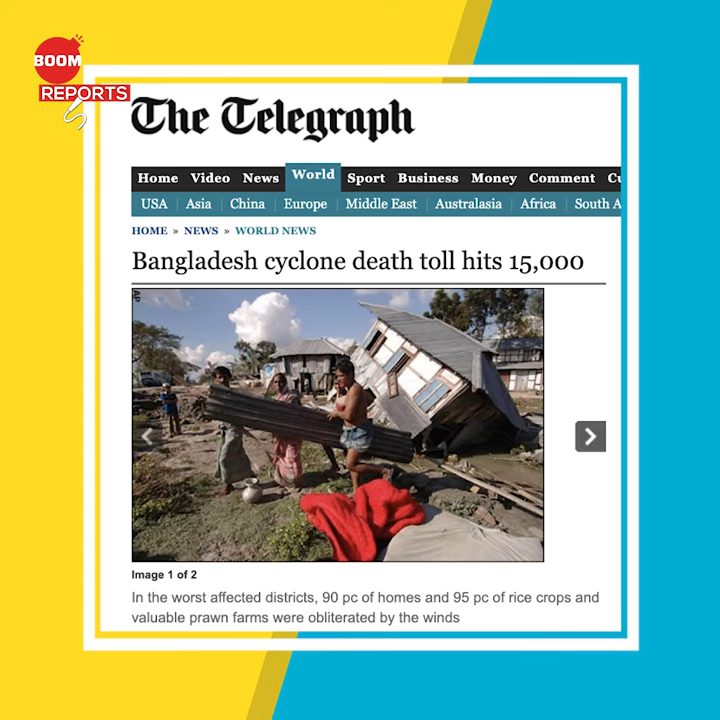 BOOM
REPORTS
The Telegraph
Home Video News World Sport Business Money Comment
USA Asia China Europe Middle East Australasia Africa South A
HOME » NEWS » WORLD NEWS
Bangladesh cyclone death toll hits 15,000
AP
Image 1 of 2
In the worst affected districts, 90 pc of homes and 95 pc of rice crops and
valuable prawn farms were obliterated by the winds